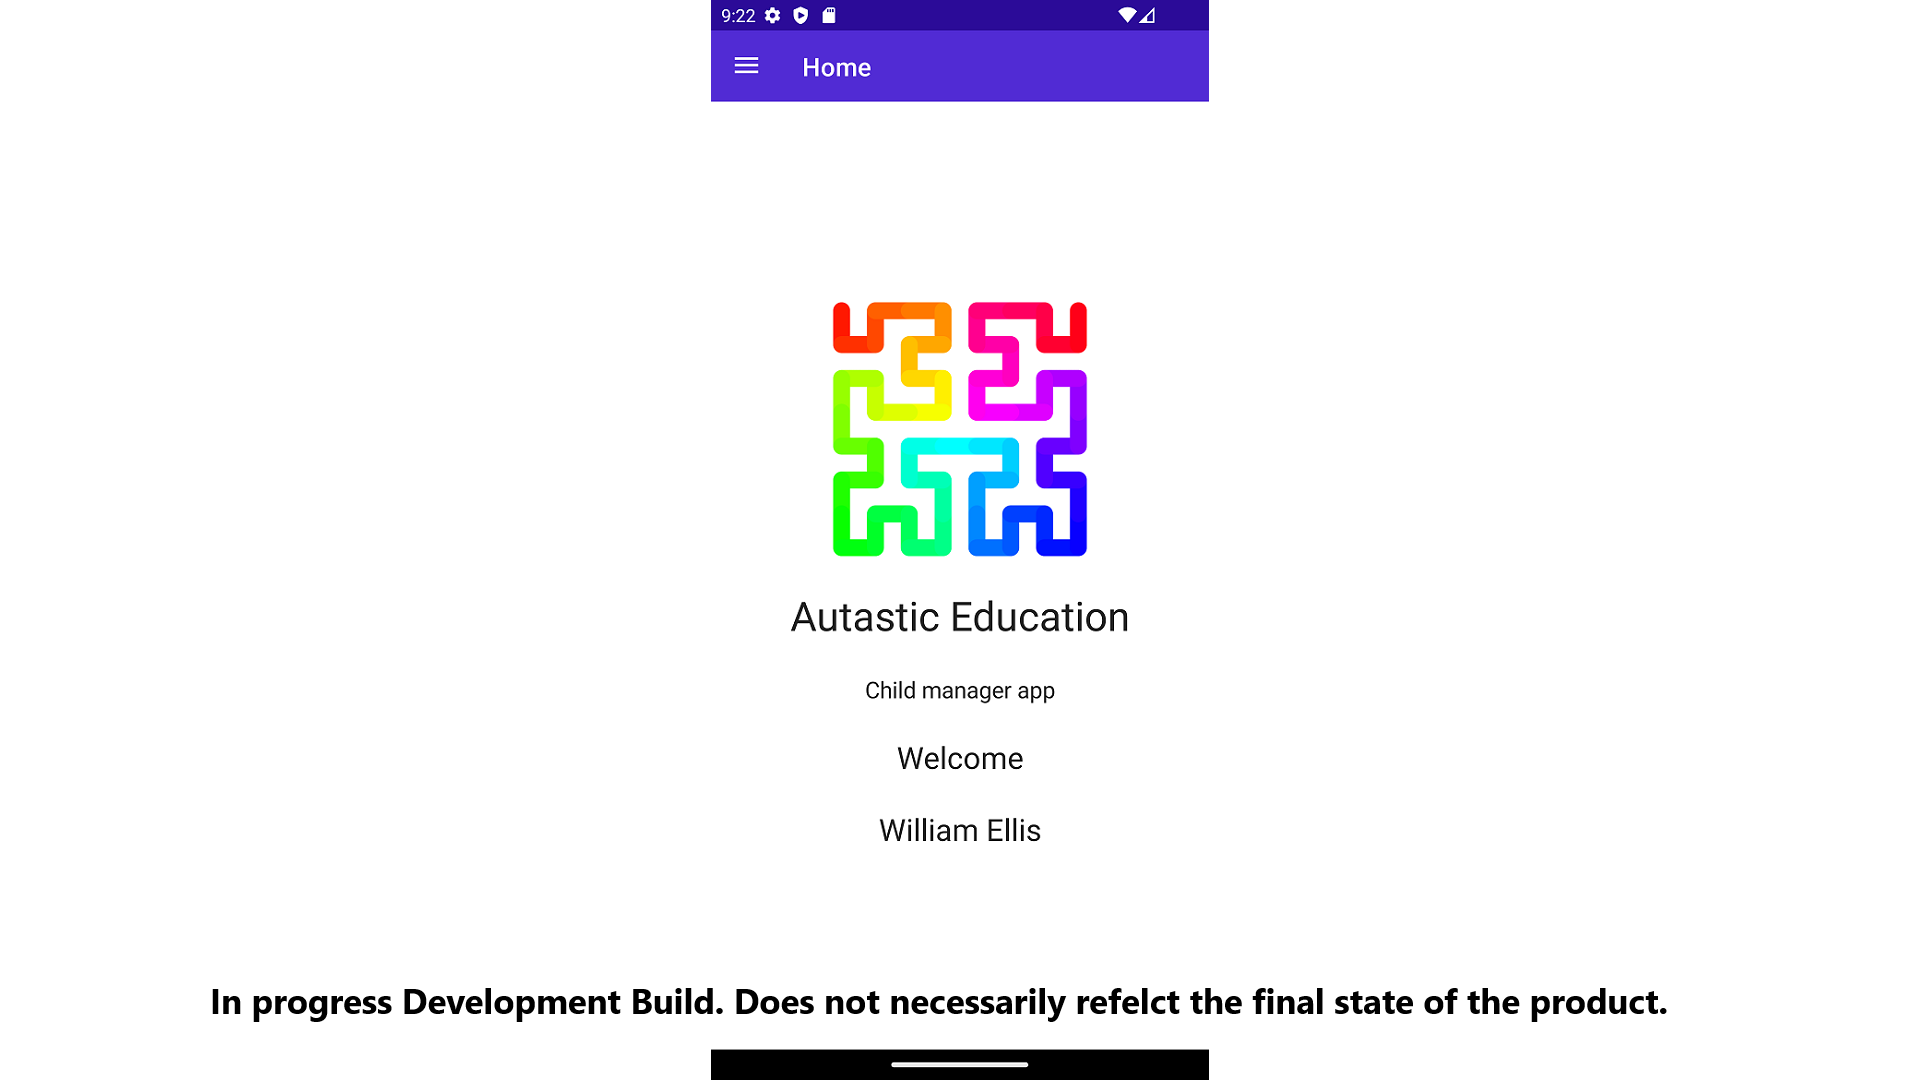 9:22
Home
Autastic Education
Child manager app
Welcome
William Ellis
In progress Development Build. Does not necessarily refelct the final state of the product.